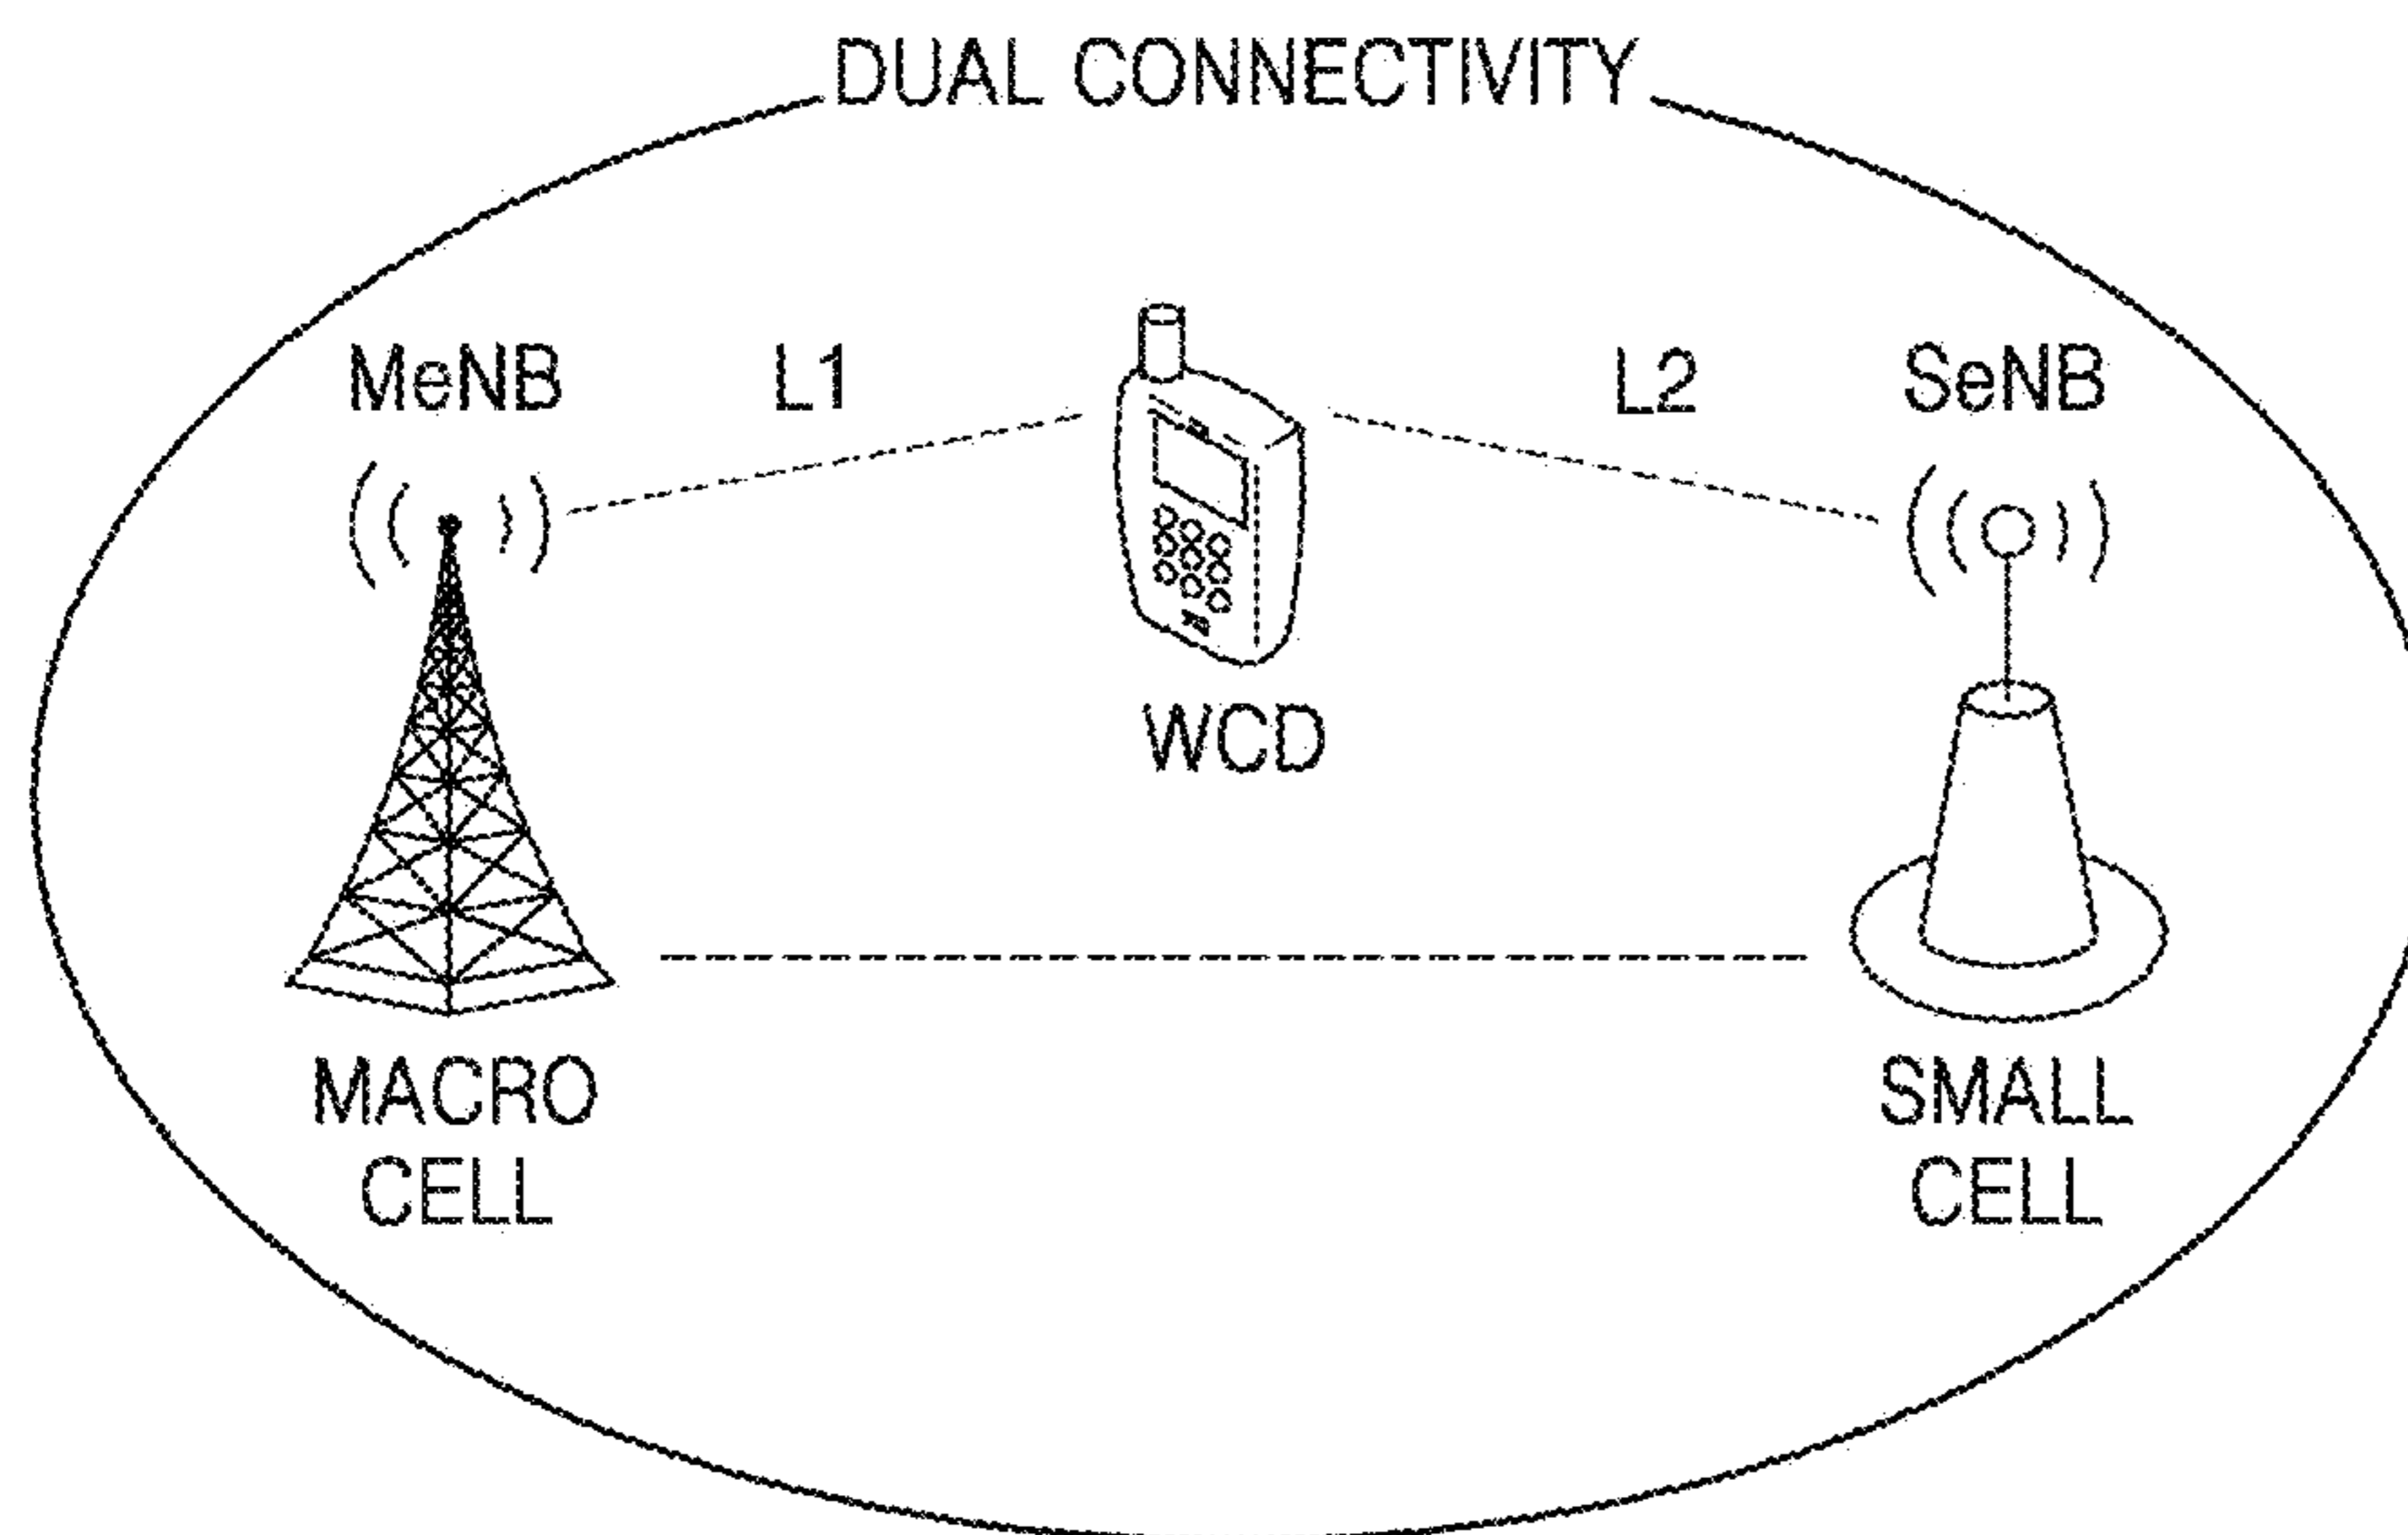 DUAL CONNECTIVITY
MeNB
L1
L2
SeNB
WCD
MACRO
CELL
SMALL
CELL